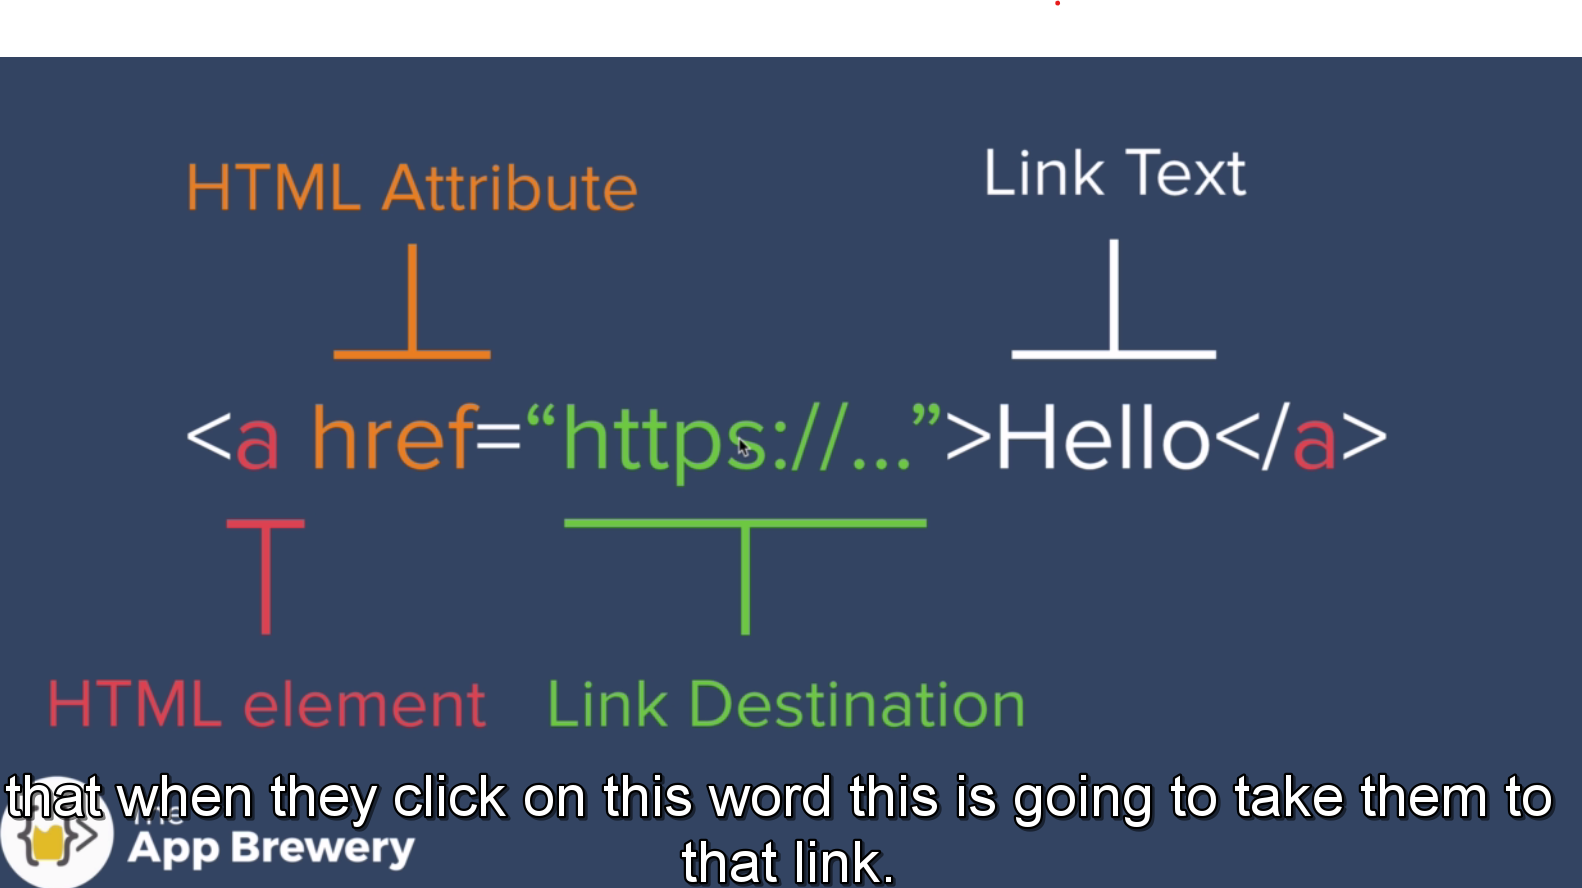 HTML Attribute
Link Text
<a href=“https://...”>Hello</a>
HTML element
Link Destination
that when they click on this word this is going to take them to
that link.
The
App Brewery